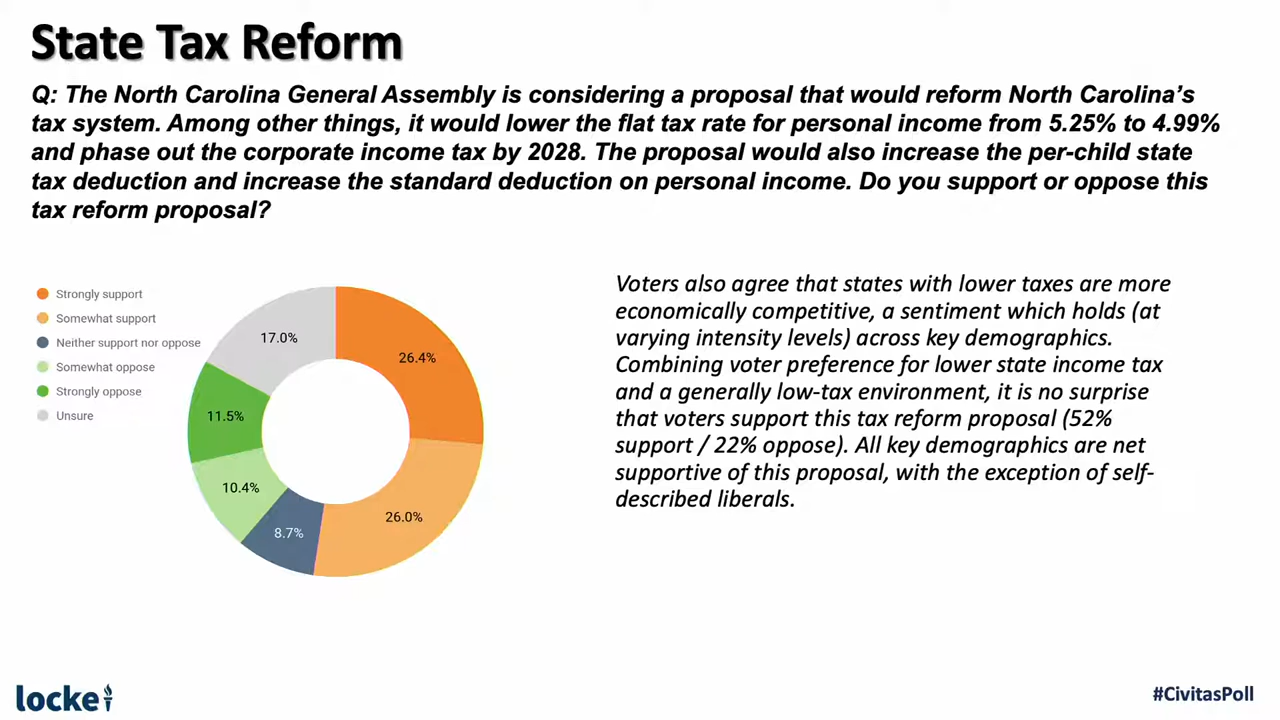 State Tax Reform
Q: The North Carolina General Assembly is considering a proposal that would reform North Carolina's
tax system. Among other things, it would lower the flat tax rate for personal income from 5.25% to 4.99%
and phase out the corporate income tax by 2028. The proposal would also increase the per-child state
tax deduction and increase the standard deduction on personal income. Do you support or oppose this
tax reform proposal?
Strongly support
Somewhat support
Neither support nor oppose
Somewhat oppose
Strongly oppose
Unsure
17.0%
26.4%
11.5%
10.4%
8.7%
26.0%
Voters also agree that states with lower taxes are more
economically competitive, a sentiment which holds (at
varying intensity levels) across key demographics.
Combining voter preference for lower state income tax
and a generally low-tax environment, it is no surprise
that voters support this tax reform proposal (52%
support / 22% oppose). All key demographics are net
supportive of this proposal, with the exception of self-
described liberals.
locke
#CivitasPoll